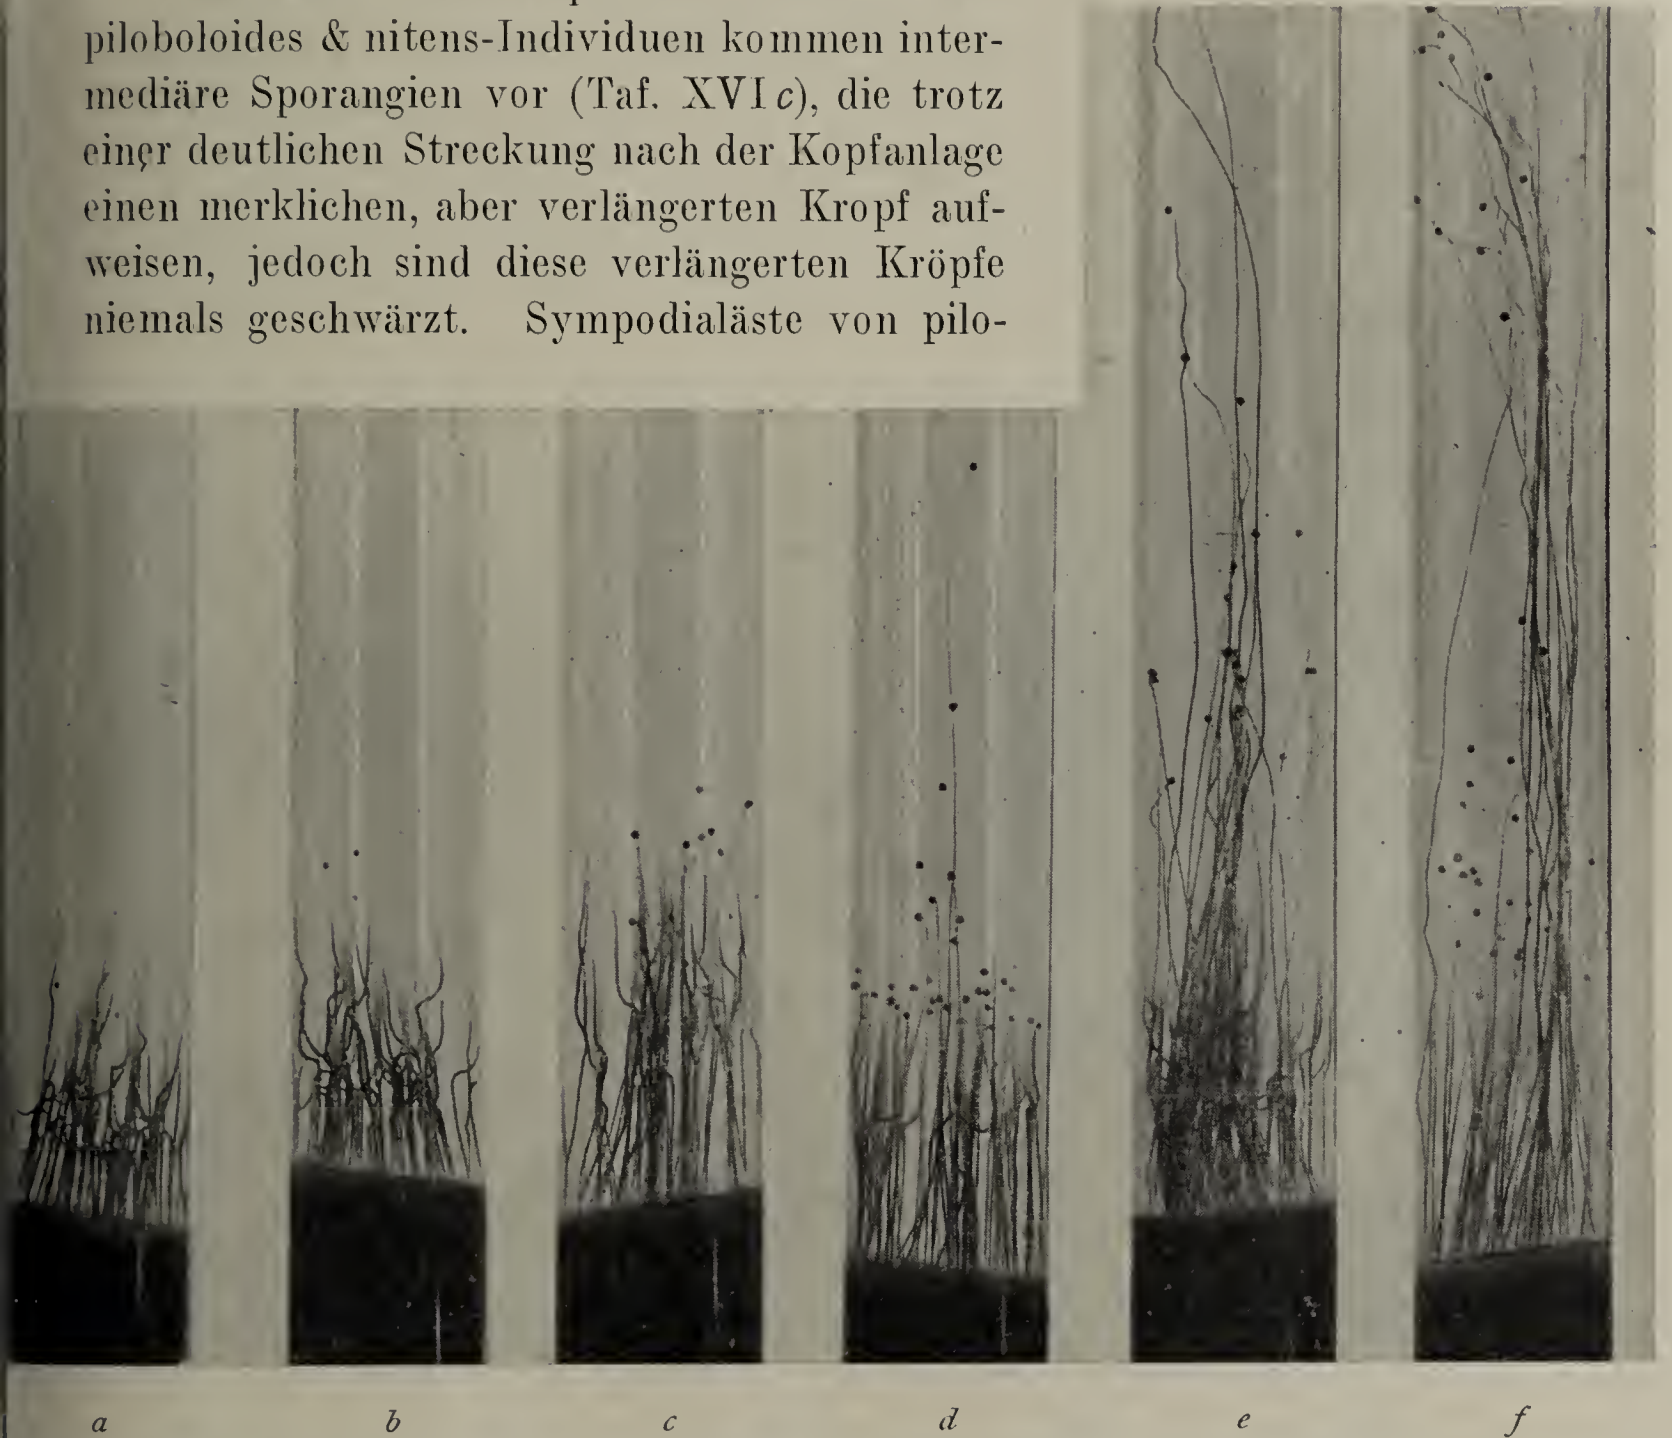 piloboloides & nitens-Individuen kommen inter-
mediäre Sporangien vor (Taf. XVI c), die trotz
einer deutlichen Streckung nach der Kopfanlage
einen merklichen, aber verlängerten Kropf auf-
weisen, jedoch sind diese verlängerten Kröpfe
niemals geschwärzt. Sympodialäste von pilo-
a b c d e f